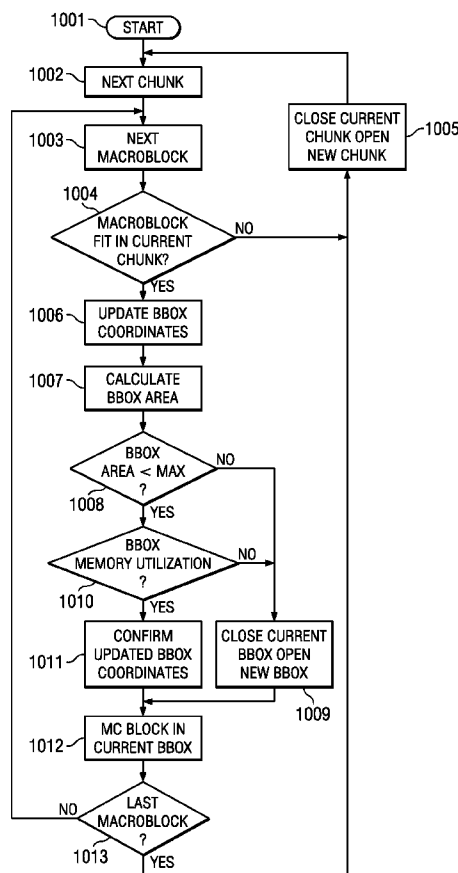 1001
START
1002
NEXT CHUNK
1003
NEXT
MACROBLOCK
CLOSE CURRENT
CHUNK OPEN
NEW CHUNK
1005
1004
MACROBLOCK
FIT IN CURRENT
CHUNK?
NO
YES
1006
UPDATE BBOX
COORDINATES
1007
CALCULATE
BBOX AREA
BBOX
AREA < MAX
?
NO
1008
YES
BBOX
MEMORY UTILIZATION
?
NO
1010
YES
1011
CONFIRM
UPDATED BBOX
COORDINATES
CLOSE CURRENT
BBOX OPEN
NEW BBOX
1009
1012
MC BLOCK IN
CURRENT BBOX
NO
LAST
MACROBLOCK
?
1013
YES